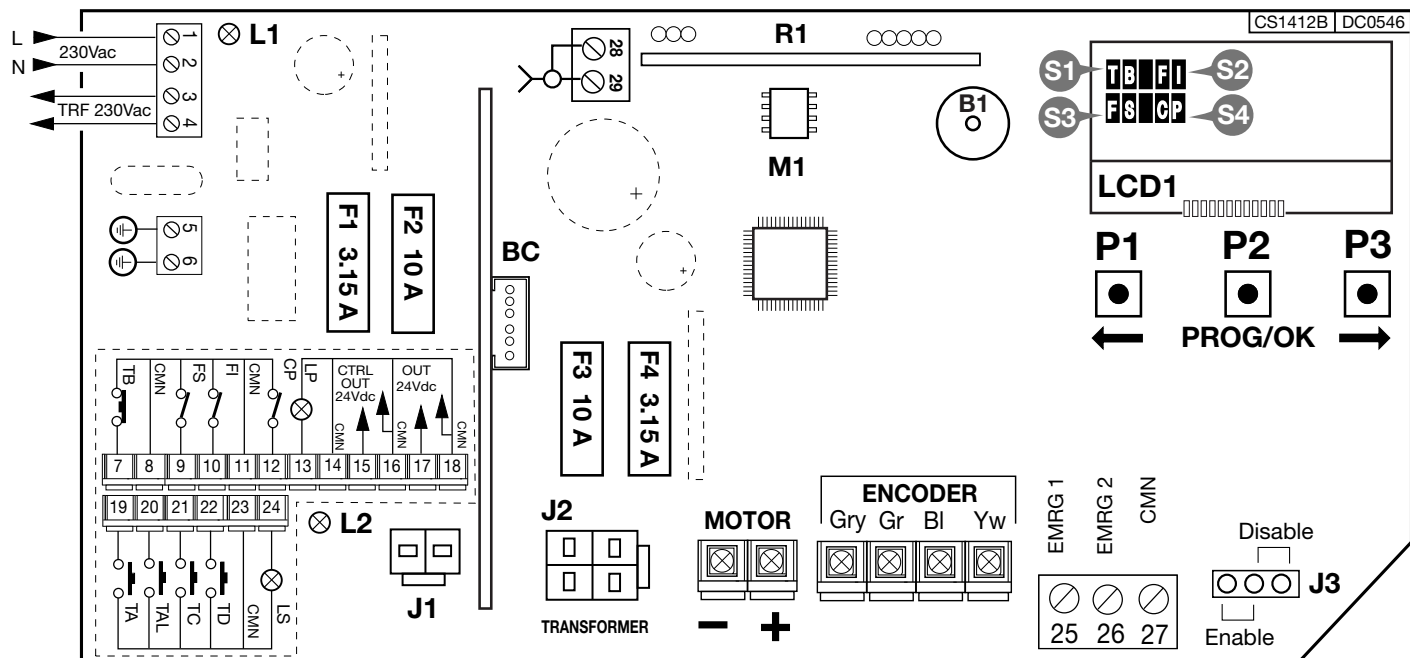 CS1412B DC0546
L 230Vac
N
TRF 230Vac
1
2
3
4
L1
28
29
R1
B1
M1
S1 TB FI S2
S3 FS CP S4
LCD1
5
6
F1 3.15 A
F2 10 A
BC
P1 P2 P3
PROG/OK
F3 10 A
F4 3.15 A
TB
CMN
FS
FI
CMN
CP
LP
CTRL
OUT
24Vdc
CMN
OUT
24Vdc
CMN
CMN
7 8 9 10 11 12 13 14 15 16 17 18
19 20 21 22 23 24
L2
TA
TAL
TC
TD
CMN
LS
J1
J2
TRANSFORMER
MOTOR
- +
ENCODER
Gry Gr Bl Yw
EMRG 1
EMRG 2
CMN
25 26 27
Disable
J3
Enable